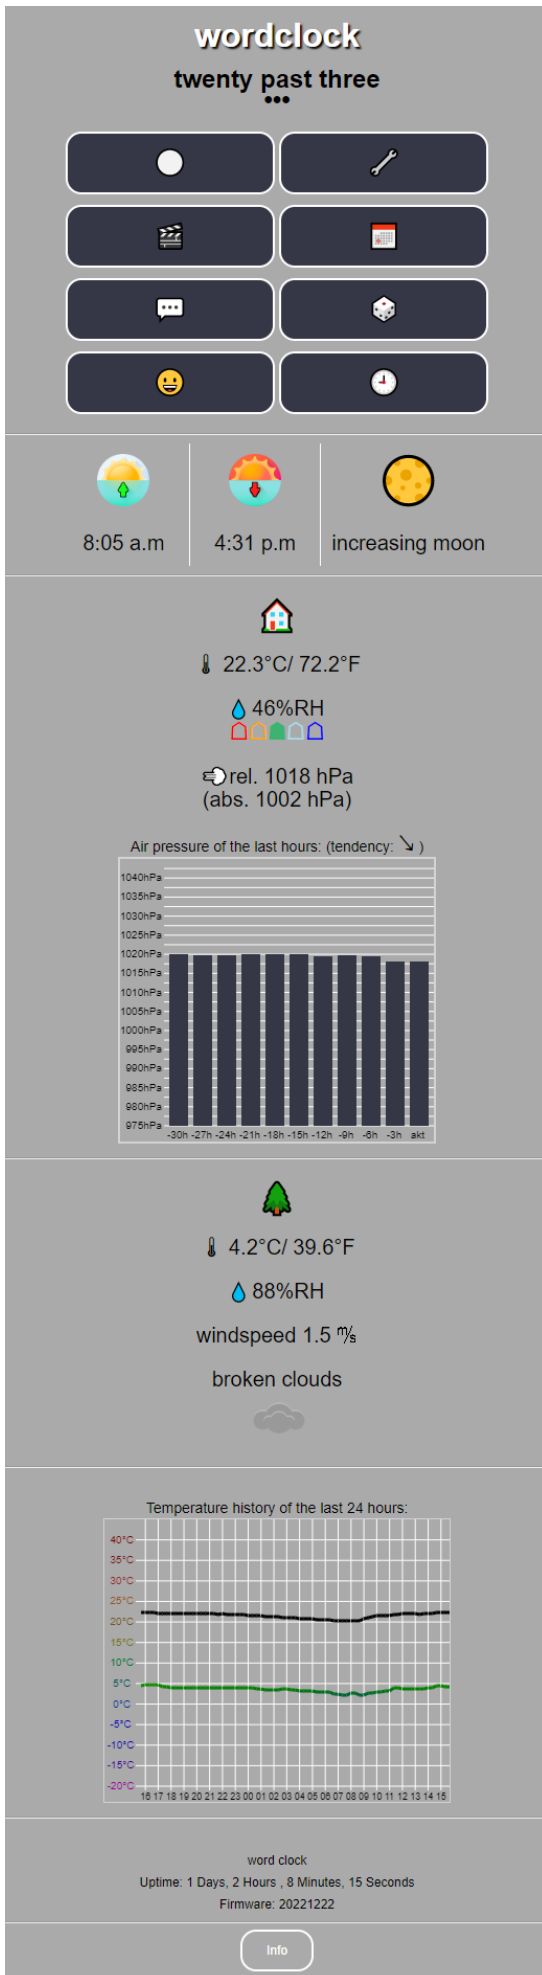 wordclock
twenty past three
•••
8:05 a.m
4:31 p.m
increasing moon
22.3°C/ 72.2°F
46%RH
rel. 1018 hPa
(abs. 1002 hPa)
Air pressure of the last hours: (tendency: ↘ )
1040hPa
1035hPa
1030hPa
1025hPa
1020hPa
1015hPa
1010hPa
1005hPa
1000hPa
995hPa
990hPa
985hPa
980hPa
975hPa
-30h -27h -24h -21h -18h -15h -12h -9h -6h -3h akt
4.2°C/ 39.6°F
88%RH
windspeed 1.5 m/s
broken clouds
Temperature history of the last 24 hours:
40°C
35°C
30°C
25°C
20°C
15°C
10°C
5°C
0°C
-5°C
-10°C
-15°C
-20°C
16 17 18 19 20 21 22 23 00 01 02 03 04 05 06 07 08 09 10 11 12 13 14 15
word clock
Uptime: 1 Days, 2 Hours , 8 Minutes, 15 Seconds
Firmware: 20221222
Info